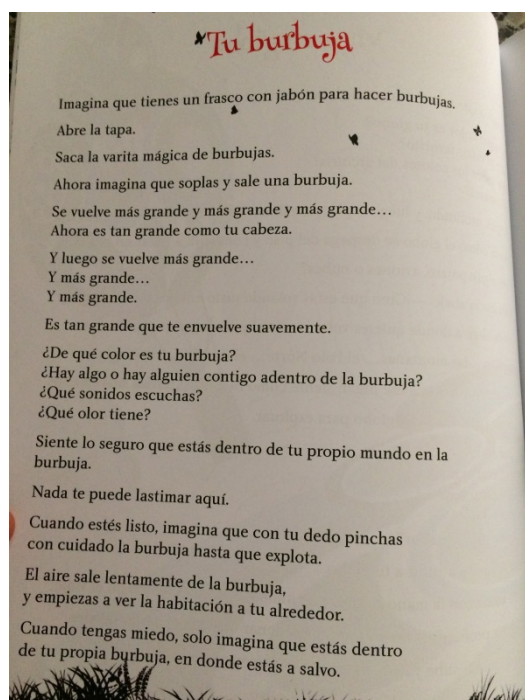 Tu burbuja
Imagina que tienes un frasco con jabón para hacer burbujas.
Abre la tapa.
Saca la varita mágica de burbujas.
Ahora imagina que soplas y sale una burbuja.
Se vuelve más grande y más grande y más grande…
Ahora es tan grande como tu cabeza.
Y luego se vuelve más grande…
Y más grande…
Y más grande.
Es tan grande que te envuelve suavemente.
¿De qué color es tu burbuja?
¿Hay algo o hay alguien contigo adentro de la burbuja?
¿Qué sonidos escuchas?
¿Qué olor tiene?
Siente lo seguro que estás dentro de tu propio mundo en la
burbuja.
Nada te puede lastimar aquí.
Cuando estés listo, imagina que con tu dedo pinchas
con cuidado la burbuja hasta que explota.
El aire sale lentamente de la burbuja,
y empiezas a ver la habitación a tu alrededor.
Cuando tengas miedo, solo imagina que estás dentro
de tu propia burbuja, en donde estás a salvo.